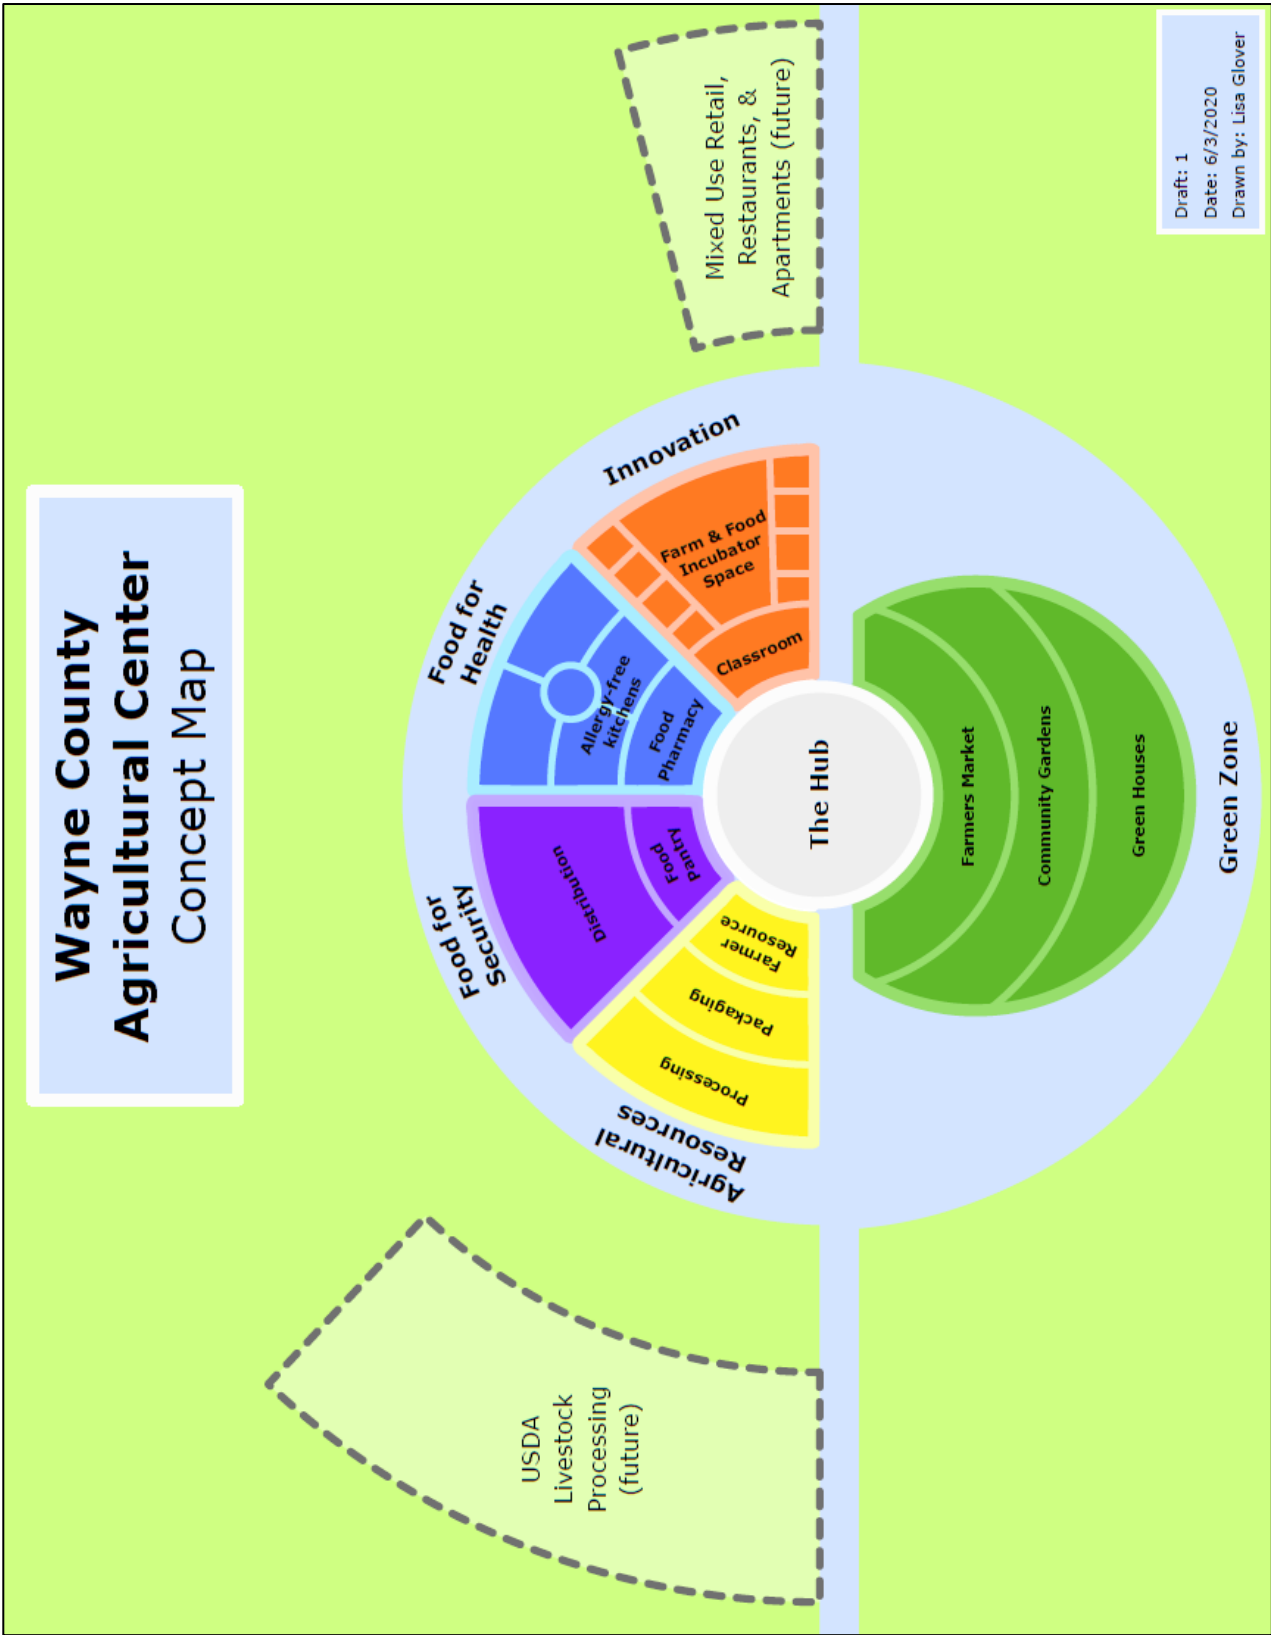 Wayne County
Agricultural Center
Concept Map
USDA
Livestock
Processing
(future)
Agricultural
Resources
Processing
Packaging
Farmer
Resource
Food for
Security
Distribution
Food
Pantry
Food for
Health
Allergy-free
kitchens
Food
Pharmacy
Innovation
Farm & Food
Incubator
Space
Classroom
Mixed Use Retail,
Restaurants, &
Apartments (future)
The Hub
Farmers Market
Community Gardens
Green Houses
Green Zone
Draft: 1
Date: 6/3/2020
Drawn by: Lisa Glover